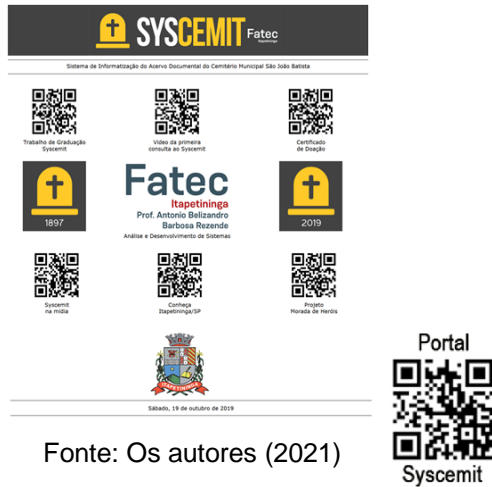 SYSCEMIT Fatec
Itapetininga
Sistema de Informatização do Acervo Documental do Cemitério Municipal São João Batista
Trabalho de Graduação
Syscemit
Vídeo da primeira
consulta ao Syscemit
Certificado
de Doação
1897
Fatec
Itapetininga
Prof. Antonio Belizandro
Barbosa Rezende
Análise e Desenvolvimento de Sistemas
2019
Syscemit
na mídia
Conheça
Itapetininga/SP
Projeto
Morada de Heróis
ITAPETININGA
Sábado, 19 de outubro de 2019
Fonte: Os autores (2021)
Portal
Syscemit